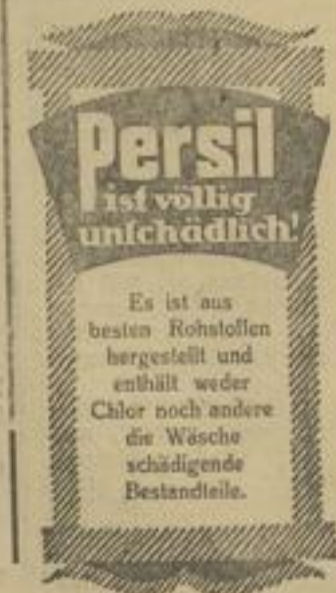 Persil
ist völlig
unschädlich!
Es ist aus
besten Rohstoffen
hergestellt und
enthält weder
Chlor noch andere
die Wäsche
schädigende
Bestandteile.